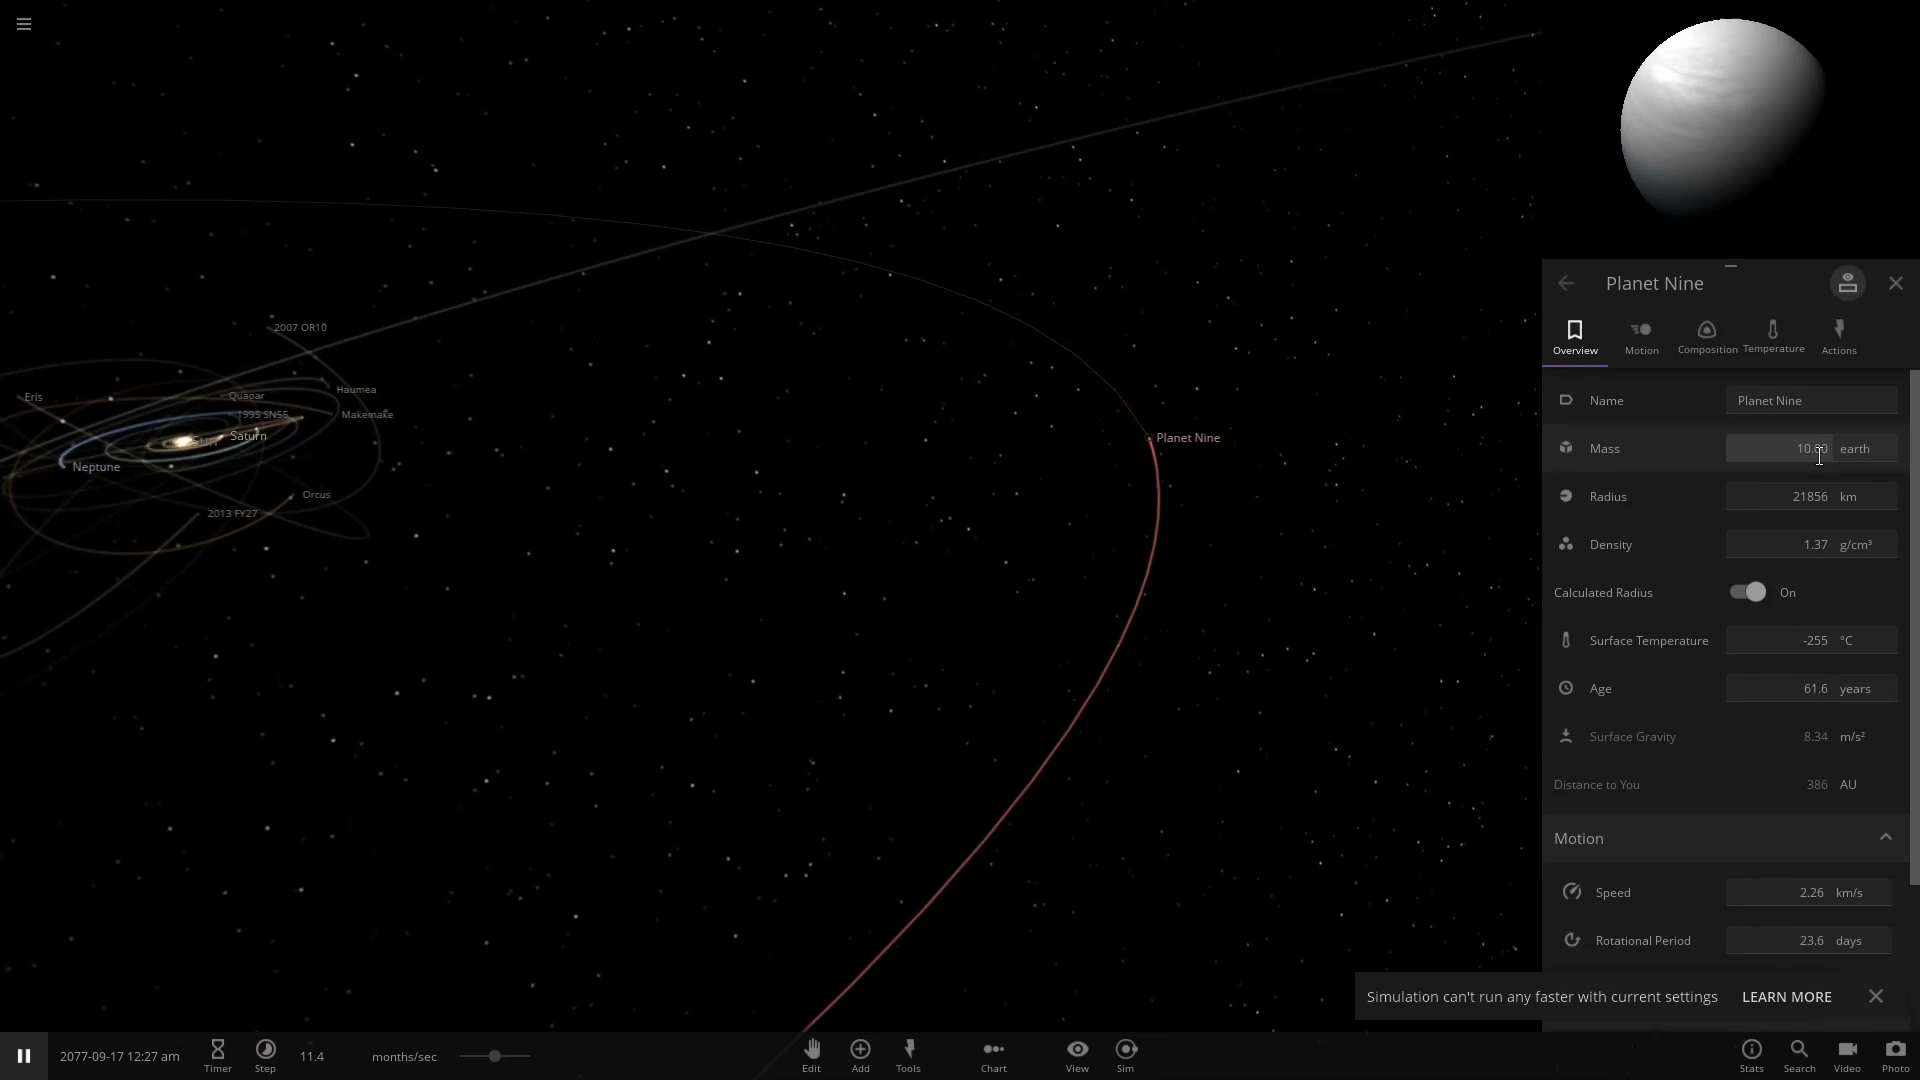 2007 OR10
Haumea
Quaoar
Eris
1995 SN55
Makemake
Saturn
Neptune
Orcus
2013 FY27
Planet Nine
Planet Nine
Overview
Motion
Composition
Temperature
Actions
Name
Planet Nine
Mass
earth
Radius
21856 km
Density
1.37 g/cm³
Calculated Radius
On
Surface Temperature
-255 °C
Age
61.6 years
Surface Gravity
8.34 m/s²
Distance to You
386 AU
Motion
Speed
2.26 km/s
Rotational Period
23.6 days
Simulation can't run any faster with current settings
LEARN MORE
2077-09-17 12:27 am
Timer
Step
11.4 months/sec
Edit
Add
Tools
Chart
View
Sim
Stats
Search
Video
Photo